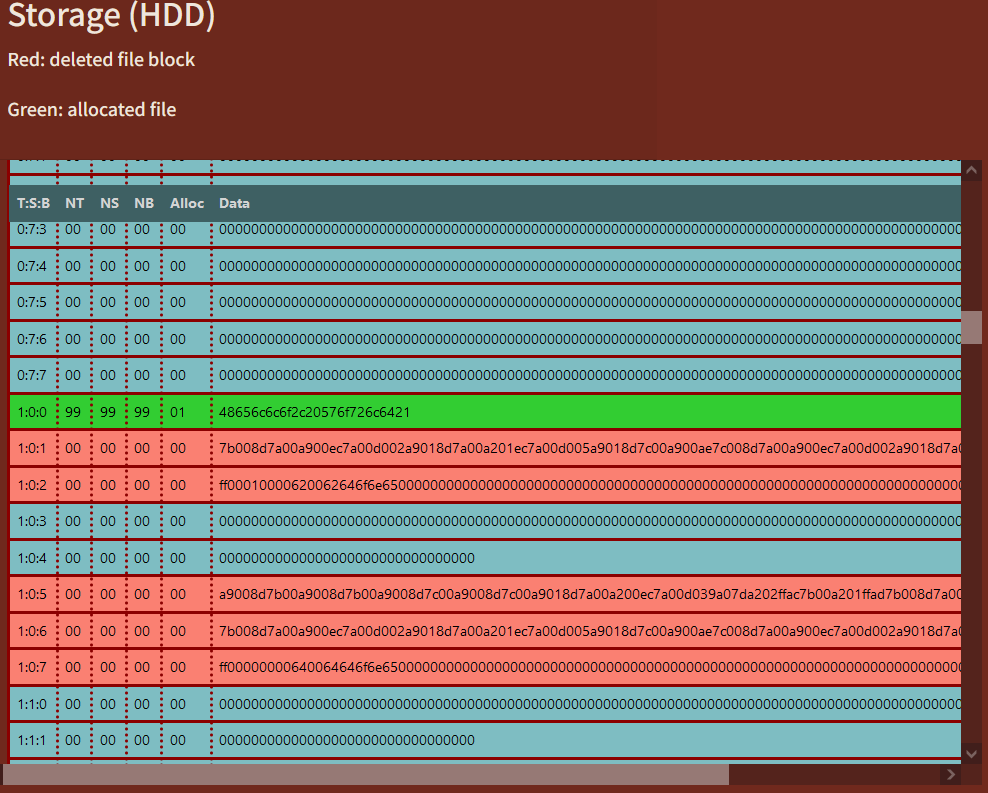 Storage (HDD)
Red: deleted file block
Green: allocated file
T:S:B NT NS NB Alloc Data
0:7:3 00 00 00 00 0000000000000000000000000000000000000000000000000000000000000000000000000000000000000000000000
0:7:4 00 00 00 00 0000000000000000000000000000000000000000000000000000000000000000000000000000000000000000000000
0:7:5 00 00 00 00 0000000000000000000000000000000000000000000000000000000000000000000000000000000000000000000000
0:7:6 00 00 00 00 0000000000000000000000000000000000000000000000000000000000000000000000000000000000000000000000
0:7:7 00 00 00 00 0000000000000000000000000000000000000000000000000000000000000000000000000000000000000000000000
1:0:0 99 99 99 01 48656c6c6f2c20576f726c6421
1:0:1 00 00 00 00 7b008d7a00a900ec7a00d002a9018d7a00a201ec7a00d005a9018d7c00a900ae7c008d7a00a900ec7a00d002a9018d7a0
1:0:2 00 00 00 00 ff00010000620062646f6e650000000000000000000000000000000000000000000000000000000000000000000000
1:0:3 00 00 00 00 0000000000000000000000000000000000000000000000000000000000000000000000000000000000000000000000
1:0:4 00 00 00 00 00000000000000000000000000000000
1:0:5 00 00 00 00 a9008d7b00a9008d7b00a9008d7c00a9008d7c00a9018d7a00a200ec7a00d039a07da202ffac7b00a201ffad7b008d7a00
1:0:6 00 00 00 00 7b008d7a00a900ec7a00d002a9018d7a00a201ec7a00d005a9018d7c00a900ae7c008d7a00a900ec7a00d002a9018d7a0
1:0:7 00 00 00 00 ff00000000640064646f6e650000000000000000000000000000000000000000000000000000000000000000000000
1:1:0 00 00 00 00 0000000000000000000000000000000000000000000000000000000000000000000000000000000000000000000000
1:1:1 00 00 00 00 00000000000000000000000000000000